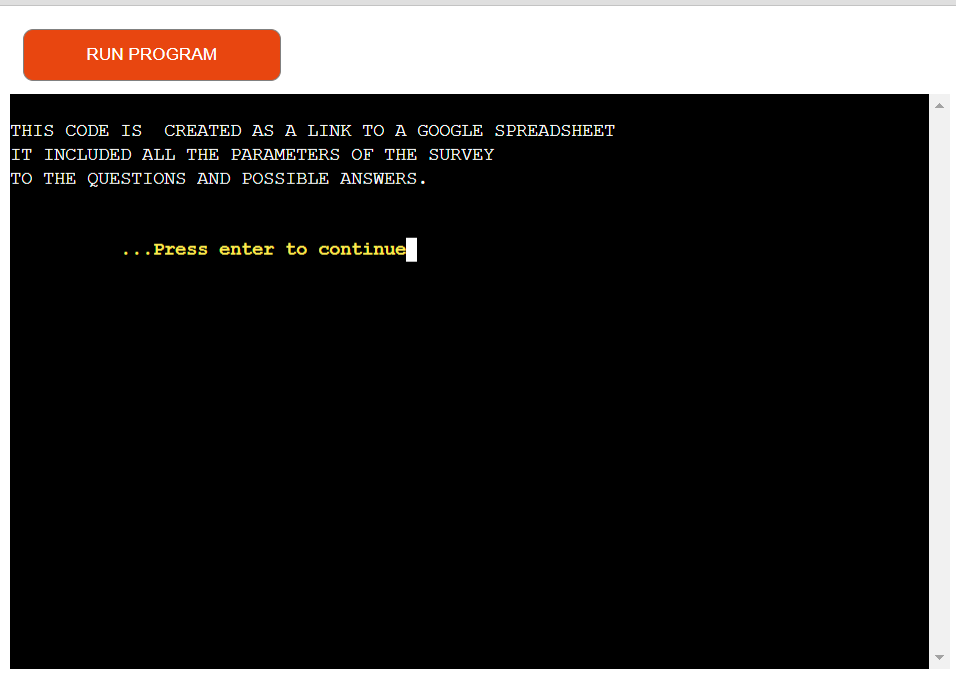 RUN PROGRAM
THIS CODE IS  CREATED AS A LINK TO A GOOGLE SPREADSHEET
IT INCLUDED ALL THE PARAMETERS OF THE SURVEY
TO THE QUESTIONS AND POSSIBLE ANSWERS.
...Press enter to continue